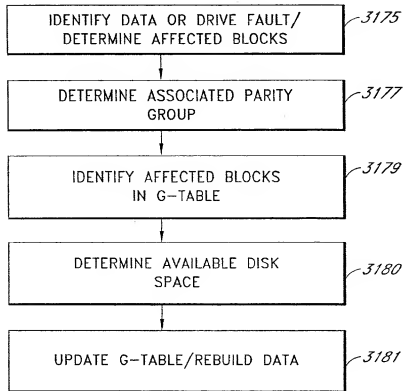 IDENTIFY DATA OR DRIVE FAULT/
DETERMINE AFFECTED BLOCKS
3175
DETERMINE ASSOCIATED PARITY
GROUP
3177
IDENTIFY AFFECTED BLOCKS
IN G-TABLE
3179
DETERMINE AVAILABLE DISK
SPACE
3180
UPDATE G-TABLE/REBUILD DATA
3181